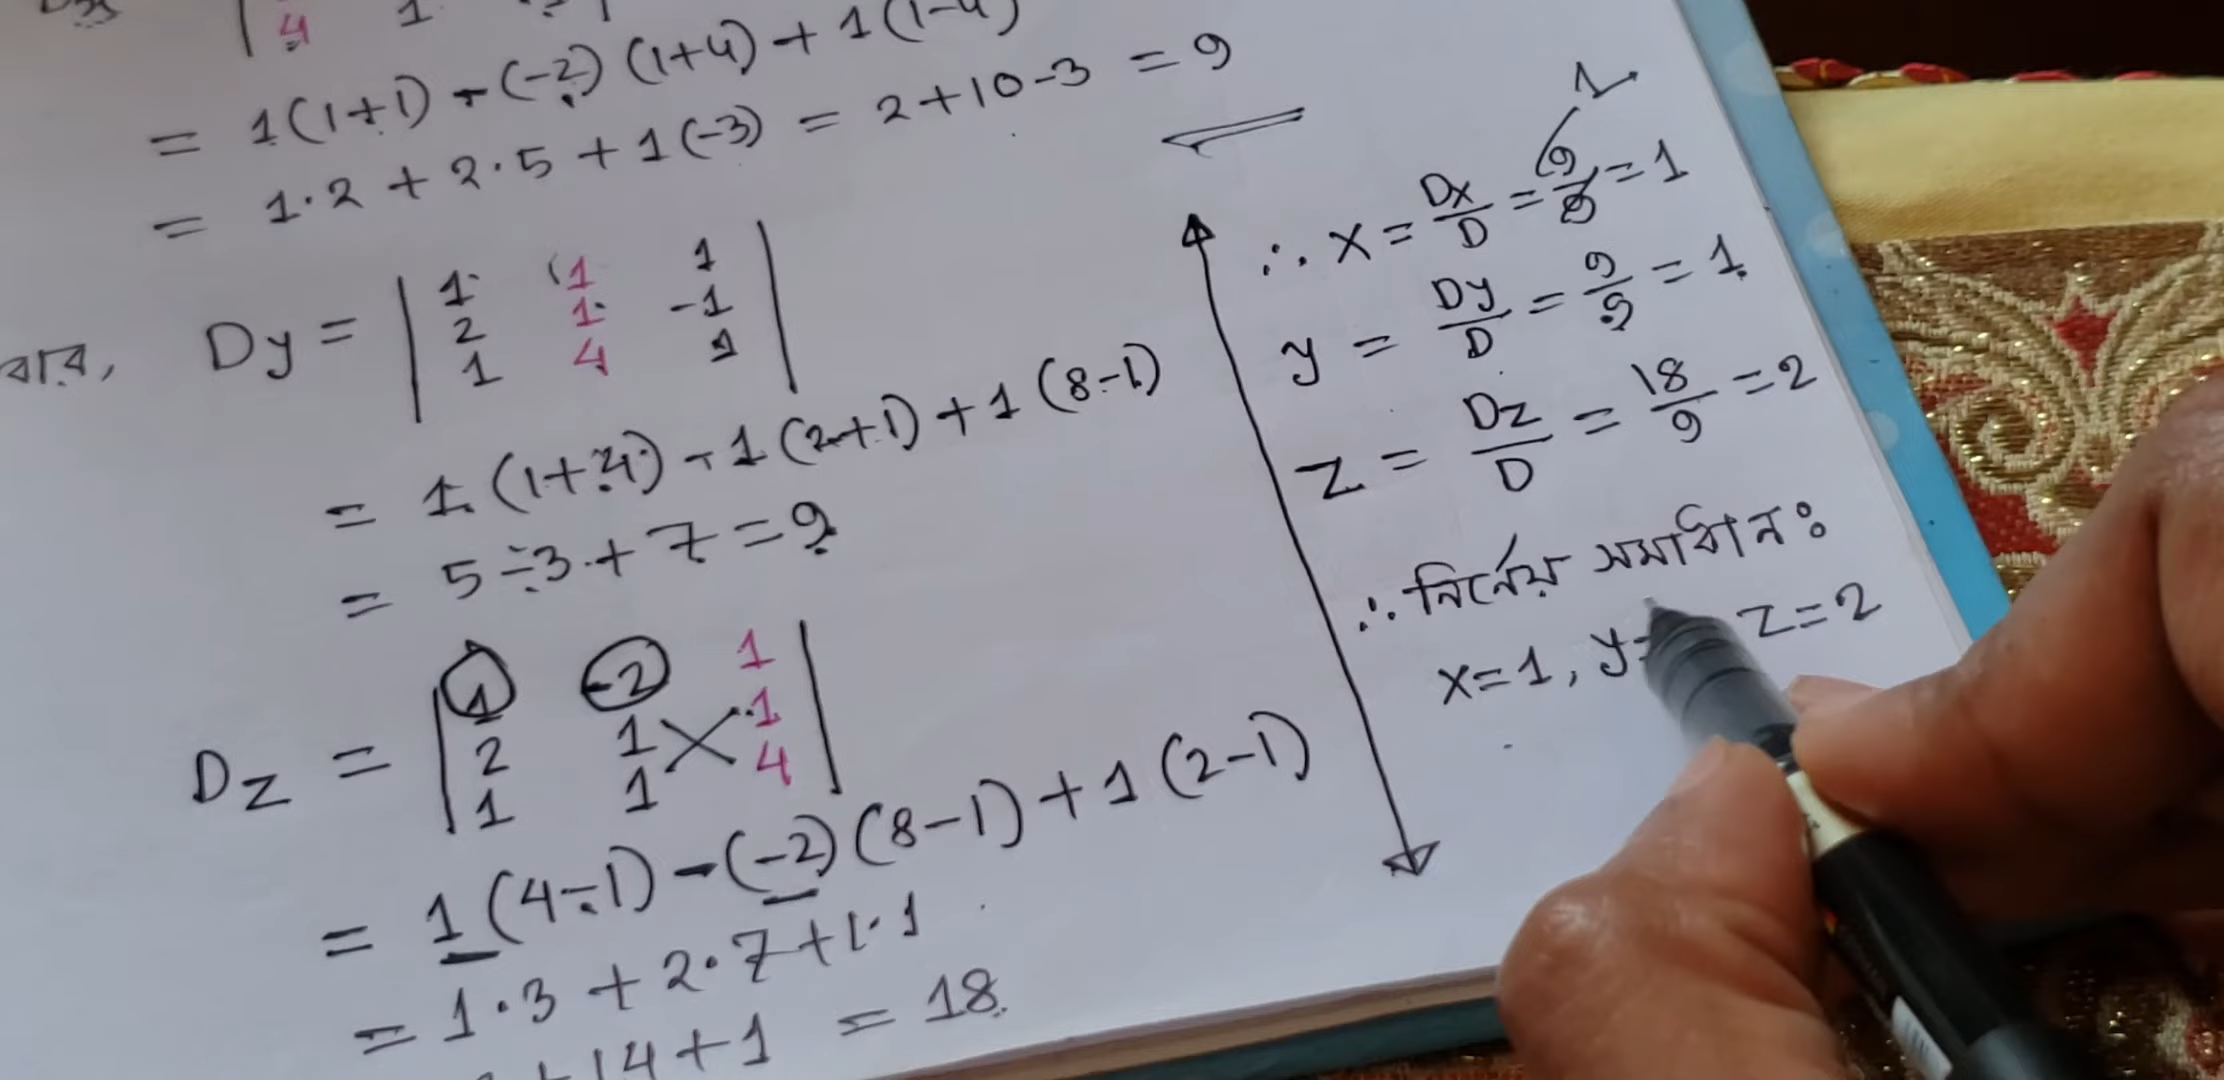 4 1
= 1(1+1) - (-2) (1+4) + 1(1-4)
= 1·2 + 2·5 + 1(-3) = 2+10-3 = 9
Dy = | 1 1 1 |
2 1 -1
1 4 1
= 1.(1+4) - 1(2+1) + 1(8-1)
= 5-3+7 = 9
Dz = | 1 -2 1 |
2 1 1
1 1 4
= 1(4-1) - (-2)(8-1) + 1(2-1)
= 1·3 + 2·7 + 1·1
+14+1 = 18
1
∴ x = Dx/D = 9/9 = 1
y = Dy/D = 9/9 = 1
z = Dz/D = 18/9 = 2
∴ নির্ণেয় সমাধানঃ
x=1, y= z=2